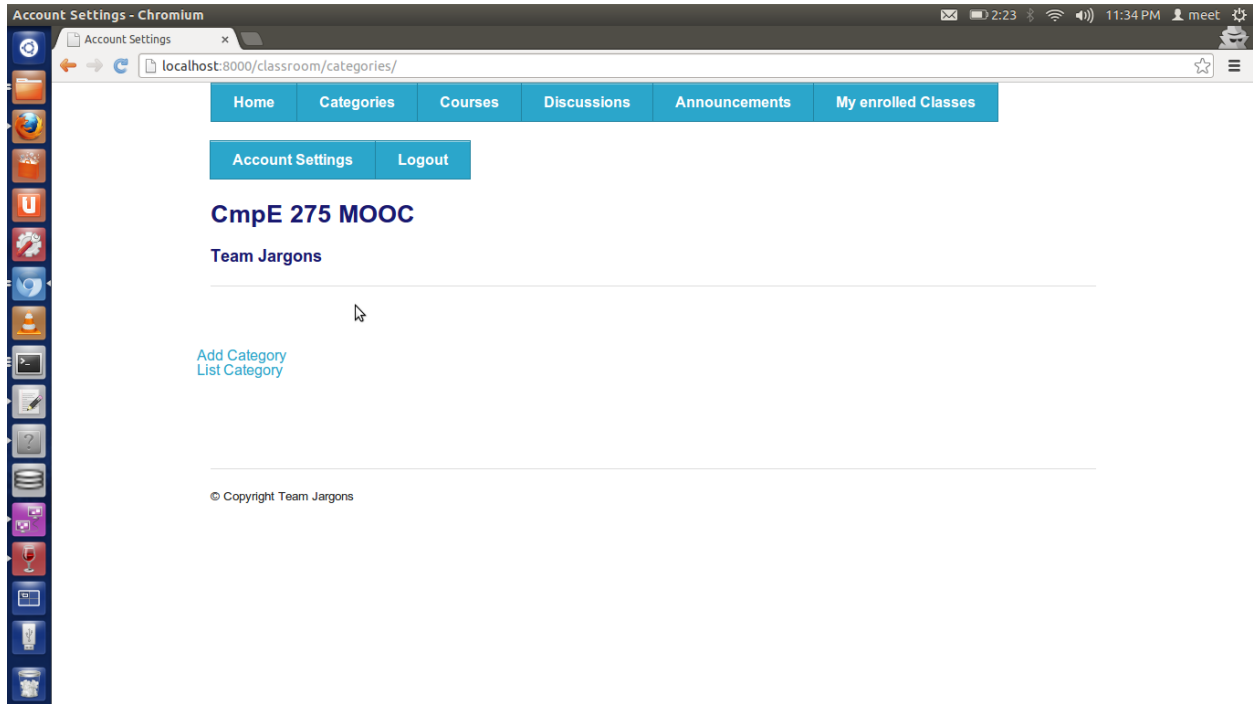 Account Settings - Chromium
2:23
11:34 PM
meet
Account Settings
localhost:8000/classroom/categories/
Home Categories Courses Discussions Announcements My enrolled Classes
Account Settings Logout
CmpE 275 MOOC
Team Jargons
Add Category
List Category
© Copyright Team Jargons